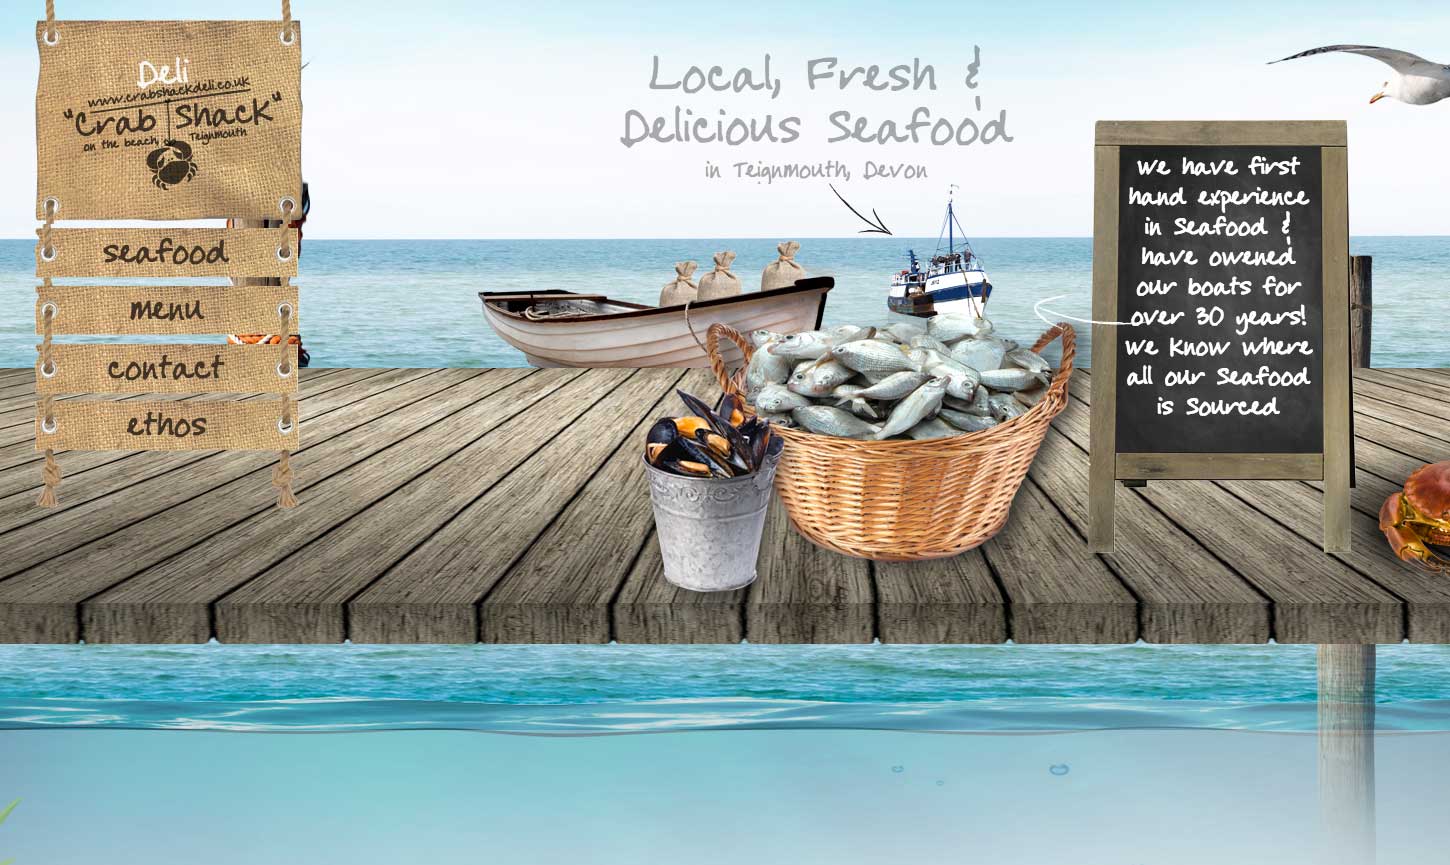 Deli
www.crabshackdeli.co.uk
"Crab Shack"
on the beach, Teignmouth
seafood
menu
contact
ethos
Local, Fresh &
Delicious Seafood
in Teignmouth, Devon
we have first
hand experience
in Seafood &
have owened
our boats for
over 30 years!
we know where
all our Seafood
is Sourced